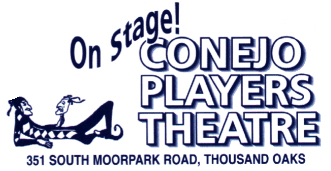 On Stage!
CONEJO
PLAYERS
THEATRE
351 SOUTH MOORPARK ROAD, THOUSAND OAKS